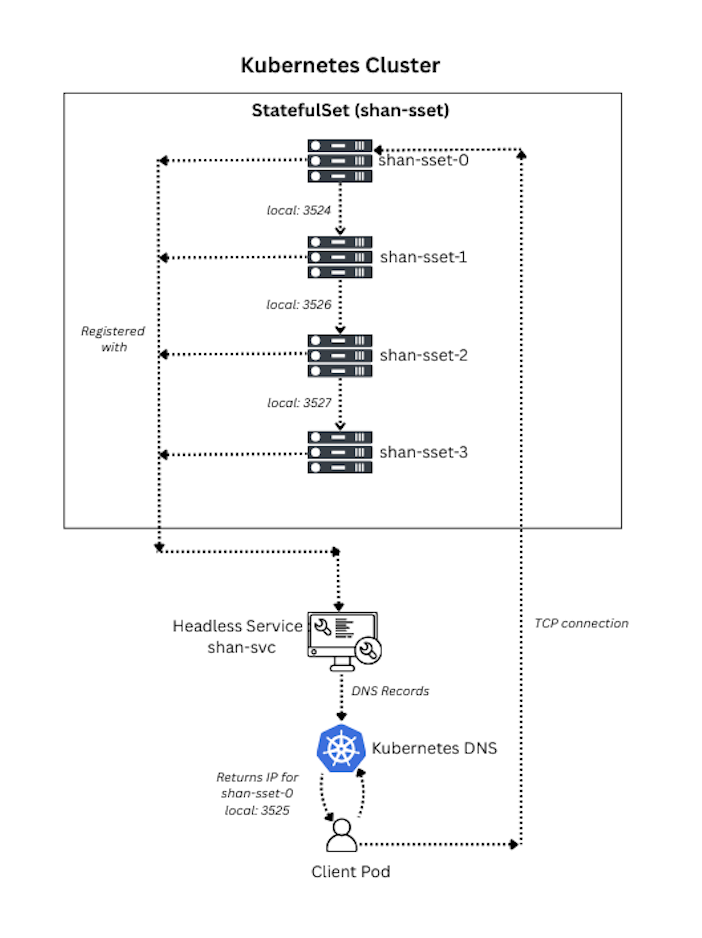 Kubernetes Cluster
StatefulSet (shan-sset)
shan-sset-0
local: 3524
shan-sset-1
local: 3526
Registered
with
shan-sset-2
local: 3527
shan-sset-3
Headless Service
shan-svc
TCP connection
DNS Records
Kubernetes DNS
Returns IP for
shan-sset-0
local: 3525
Client Pod